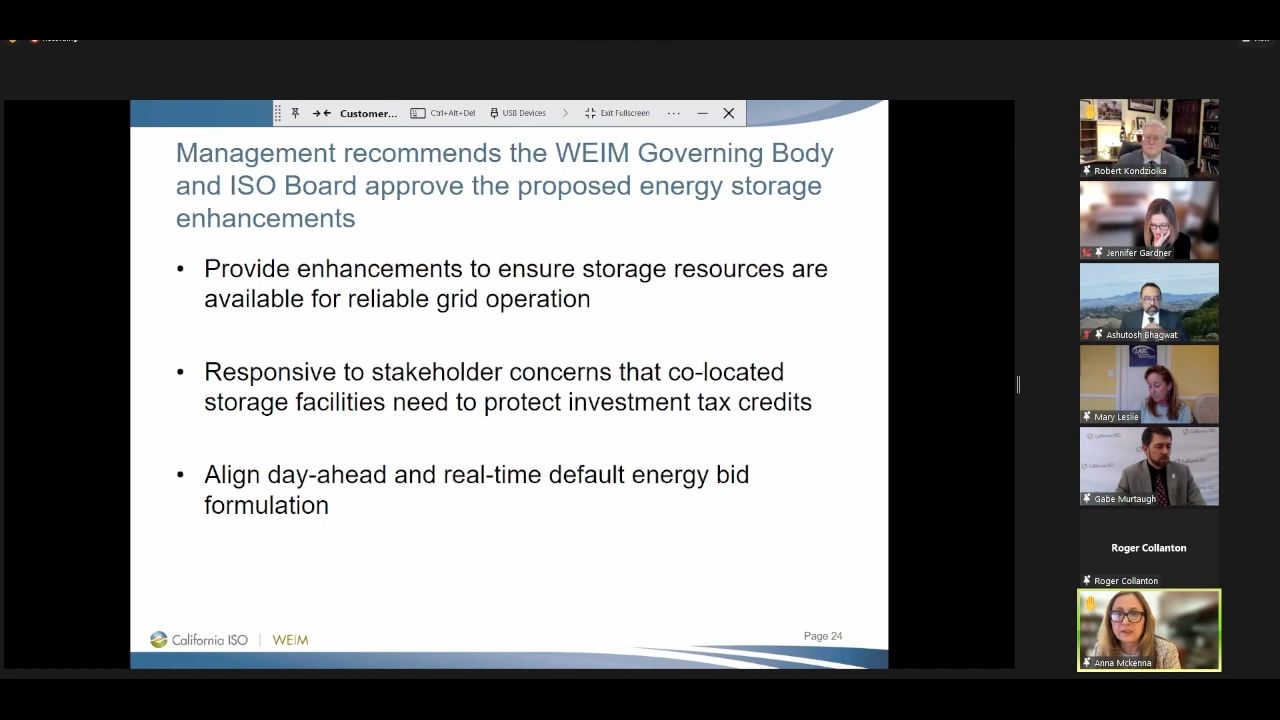 Customer...
Ctrl+Alt+Del
USB Devices
Exit Fullscreen
Management recommends the WEIM Governing Body
and ISO Board approve the proposed energy storage
enhancements
• Provide enhancements to ensure storage resources are
available for reliable grid operation
• Responsive to stakeholder concerns that co-located
storage facilities need to protect investment tax credits
• Align day-ahead and real-time default energy bid
formulation
California ISO | WEIM
Page 24
Robert Kondziolka
Jennifer Gardner
Ashutosh Bhagwat
Mary Leslie
California ISO
California ISO
Gabe Murtaugh
Roger Collanton
Roger Collanton
Anna Mckenna